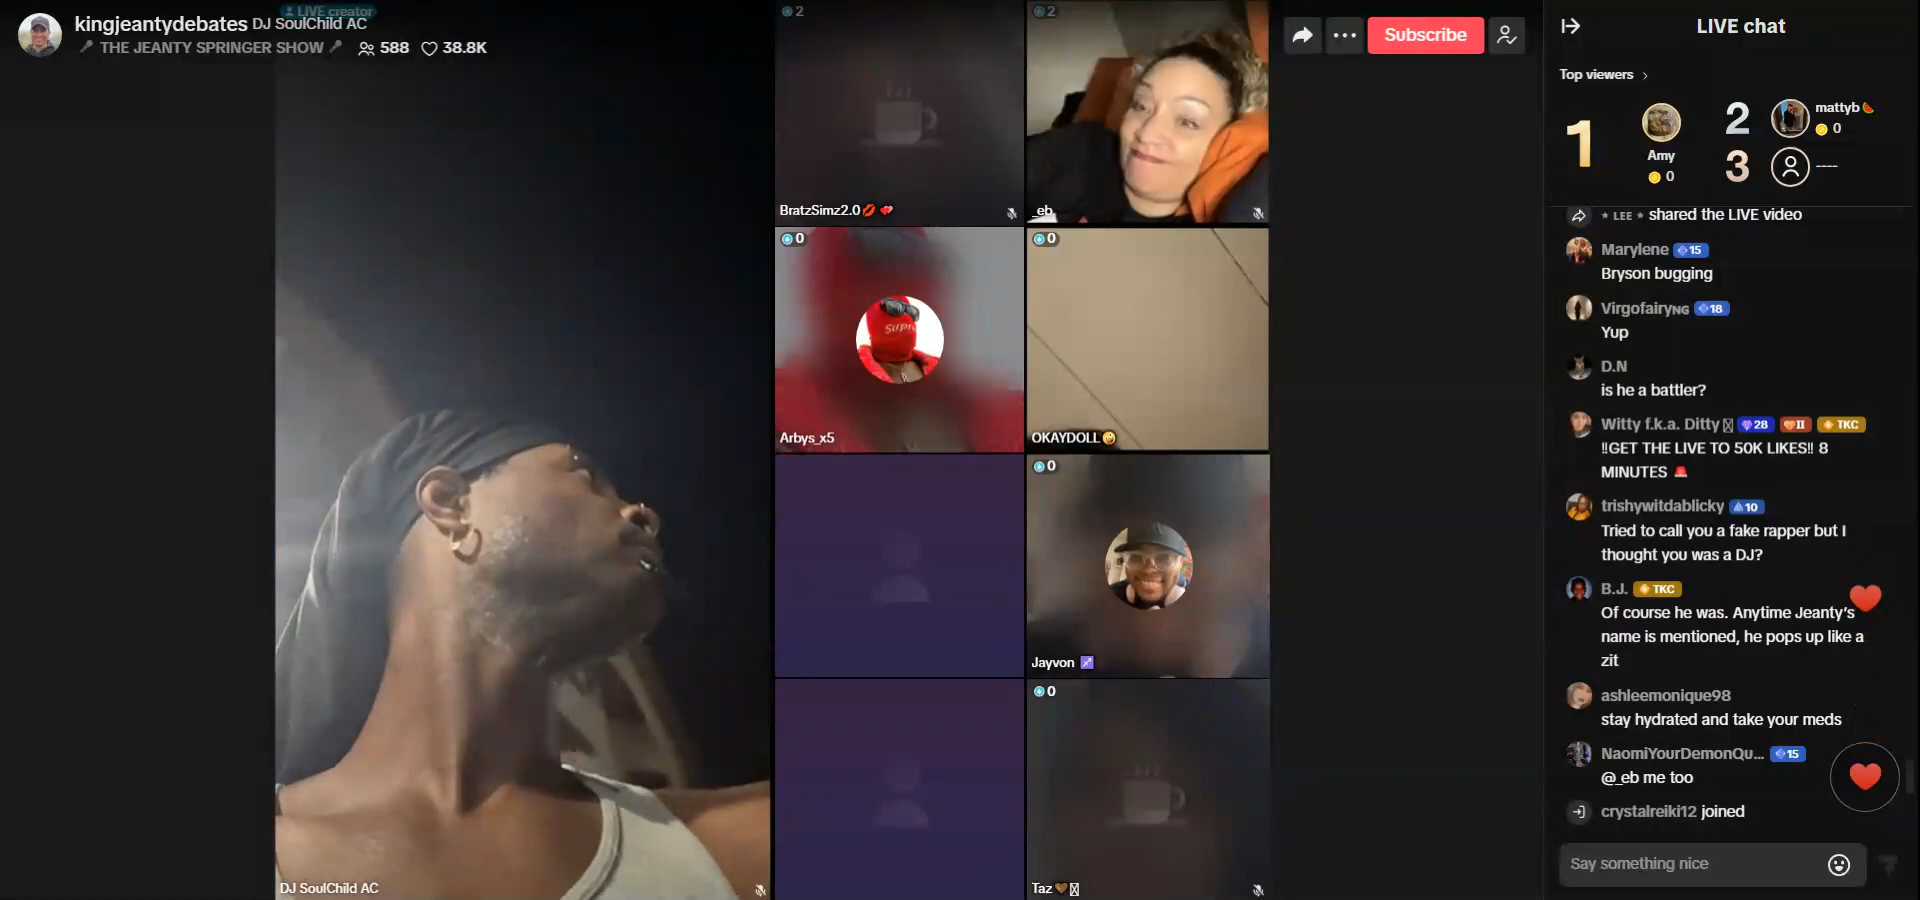 LIVE creator
kingjeantydebates DJ SoulChild AC
THE JEANTY SPRINGER SHOW 588 38.8K
2
BratzSimz2.0💋 💕
2
_eb
0
SUPR
Arbys_x5
0
OKAYDOLL🤪
0
Jayvon ♐
0
Taz🤎
DJ SoulChild AC
Subscribe
LIVE chat
Top viewers >
1
Amy
0
2
mattyb🍉
0
3
----
⋆ LEE ⋆ shared the LIVE video
Marylene 15
Bryson bugging
VirgofairyNG 18
Yup
D.N
is he a battler?
Witty f.k.a. Ditty 28 II TKC
‼GET THE LIVE TO 50K LIKES‼ 8
MINUTES 🚨
trishywitdablicky 10
Tried to call you a fake rapper but I
thought you was a DJ?
B.J. TKC
Of course he was. Anytime Jeanty’s
name is mentioned, he pops up like a
zit
ashleemonique98
stay hydrated and take your meds
NaomiYourDemonQu... 15
@_eb me too
crystalreiki12 joined
Say something nice